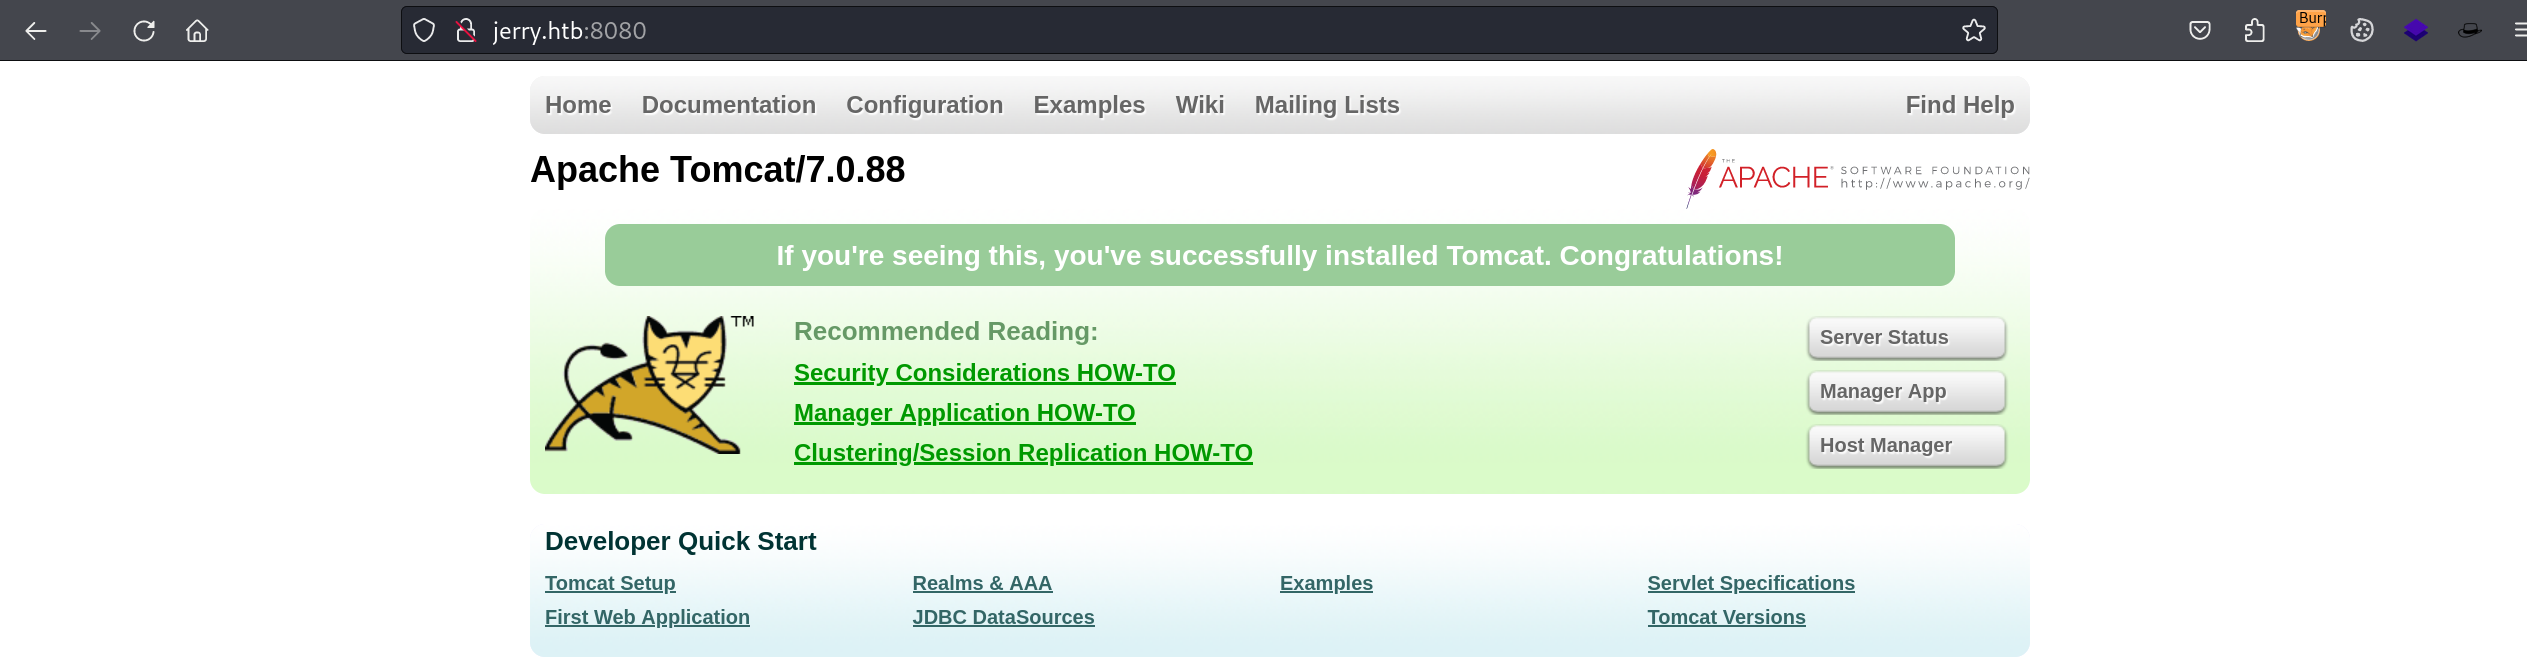 jerry.htb:8080
Burp
Home Documentation Configuration Examples Wiki Mailing Lists Find Help
Apache Tomcat/7.0.88
THE APACHE® SOFTWARE FOUNDATION
http://www.apache.org/
If you're seeing this, you've successfully installed Tomcat. Congratulations!
TM
Recommended Reading:
Security Considerations HOW-TO
Manager Application HOW-TO
Clustering/Session Replication HOW-TO
Server Status
Manager App
Host Manager
Developer Quick Start
Tomcat Setup Realms & AAA Examples Servlet Specifications
First Web Application JDBC DataSources Tomcat Versions